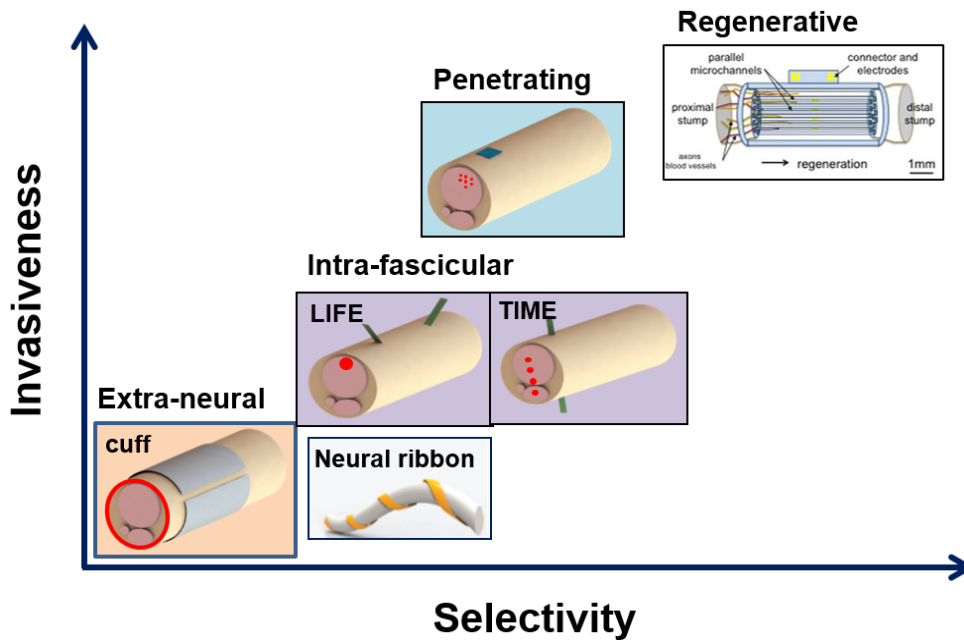 Regenerative
parallel
microchannels
connector and
electrodes
proximal
stump
distal
stump
axons
blood vessels
regeneration
1mm
Penetrating
Intra-fascicular
LIFE
TIME
Extra-neural
cuff
Neural ribbon
Invasiveness
Selectivity